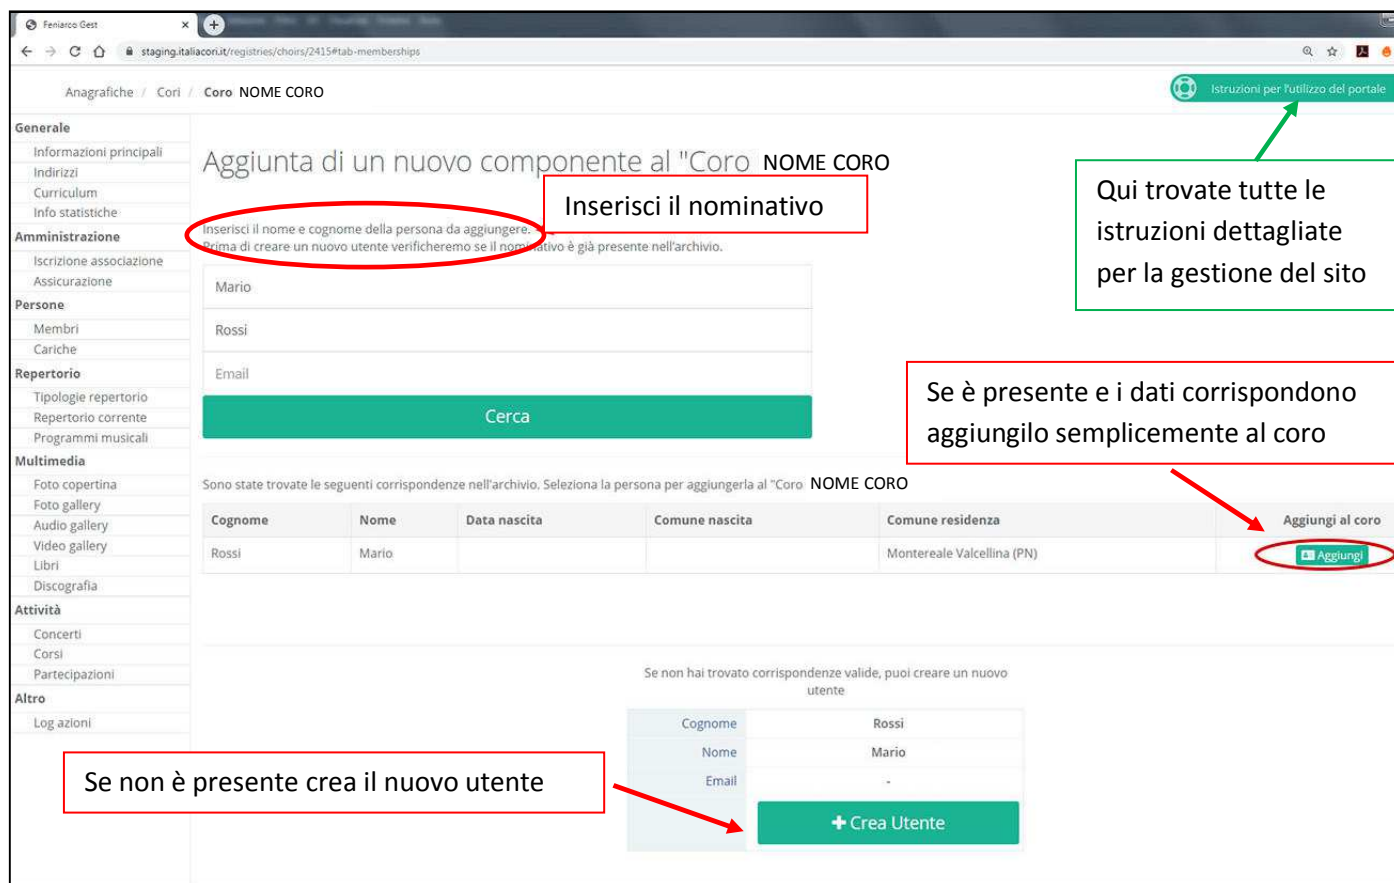 Feniarco Gest
staging.italiacori.it/registries/choirs/2415#tab-memberships
Anagrafiche / Cori / Coro NOME CORO
Istruzioni per l'utilizzo del portale
Generale
Informazioni principali
Indirizzi
Curriculum
Info statistiche
Amministrazione
Iscrizione associazione
Assicurazione
Persone
Membri
Cariche
Repertorio
Tipologie repertorio
Repertorio corrente
Programmi musicali
Multimedia
Foto copertina
Foto gallery
Audio gallery
Video gallery
Libri
Discografia
Attività
Concerti
Corsi
Partecipazioni
Altro
Log azioni
Aggiunta di un nuovo componente al "Coro NOME CORO
Inserisci il nominativo
Qui trovate tutte le
istruzioni dettagliate
per la gestione del sito
Inserisci il nome e cognome della persona da aggiungere.
Prima di creare un nuovo utente verificheremo se il nominativo è già presente nell'archivio.
Mario
Rossi
Email
Cerca
Se è presente e i dati corrispondono
aggiungilo semplicemente al coro
Sono state trovate le seguenti corrispondenze nell'archivio. Seleziona la persona per aggiungerla al "Coro NOME CORO
Cognome Nome Data nascita Comune nascita Comune residenza Aggiungi al coro
Rossi Mario Montereale Valcellina (PN) Aggiungi
Se non hai trovato corrispondenze valide, puoi creare un nuovo
utente
Cognome Rossi
Nome Mario
Email -
+ Crea Utente
Se non è presente crea il nuovo utente